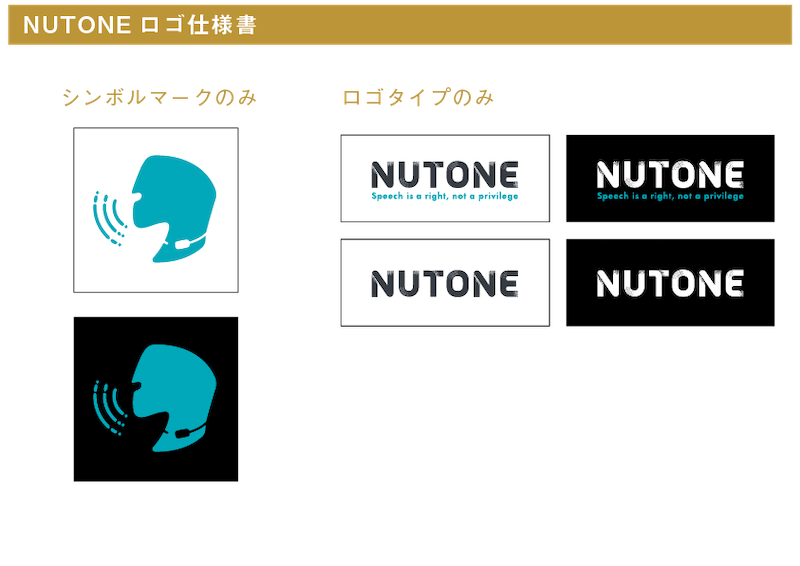 NUTONE ロゴ仕様書
シンボルマークのみ
ロゴタイプのみ
NUTONE
Speech is a right, not a privilege
NUTONE
Speech is a right, not a privilege
NUTONE
NUTONE